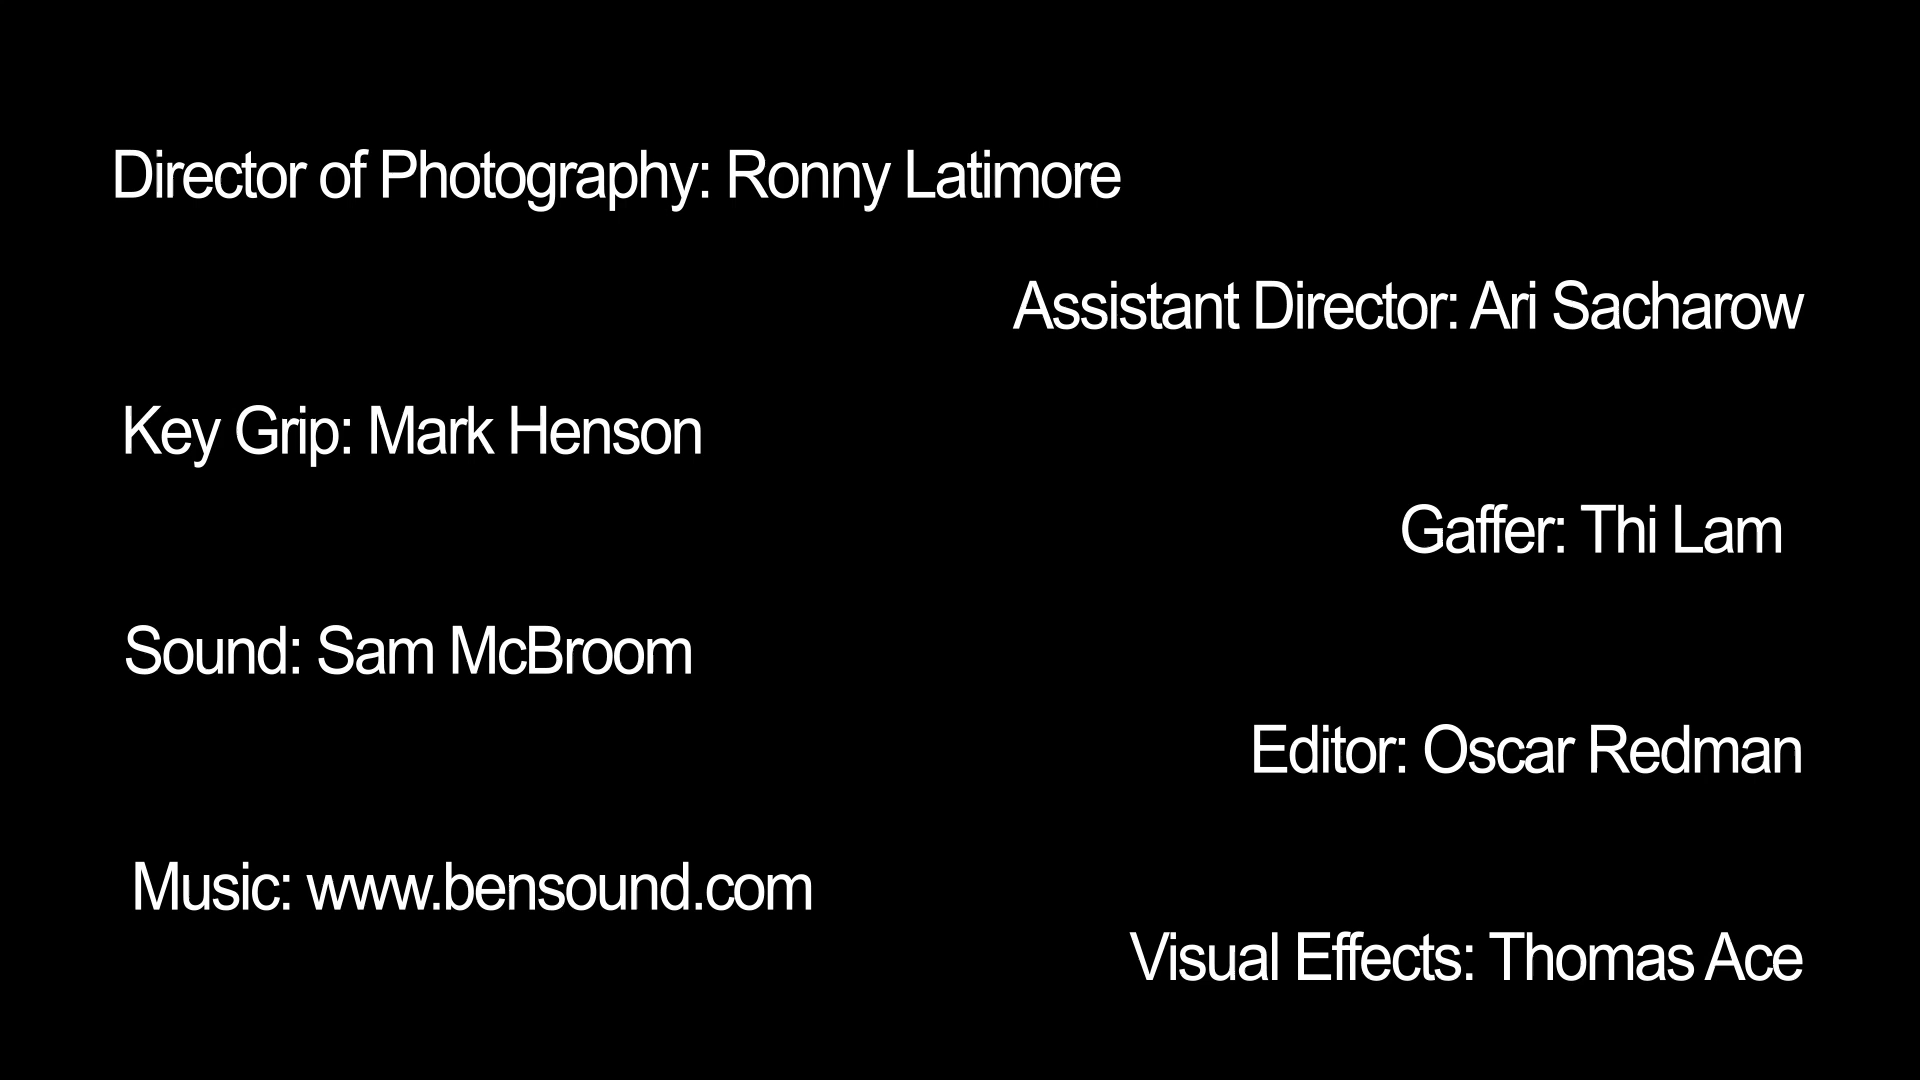 Director of Photography: Ronny Latimore
Assistant Director: Ari Sacharow
Key Grip: Mark Henson
Gaffer: Thi Lam
Sound: Sam McBroom
Editor: Oscar Redman
Music: www.bensound.com
Visual Effects: Thomas Ace